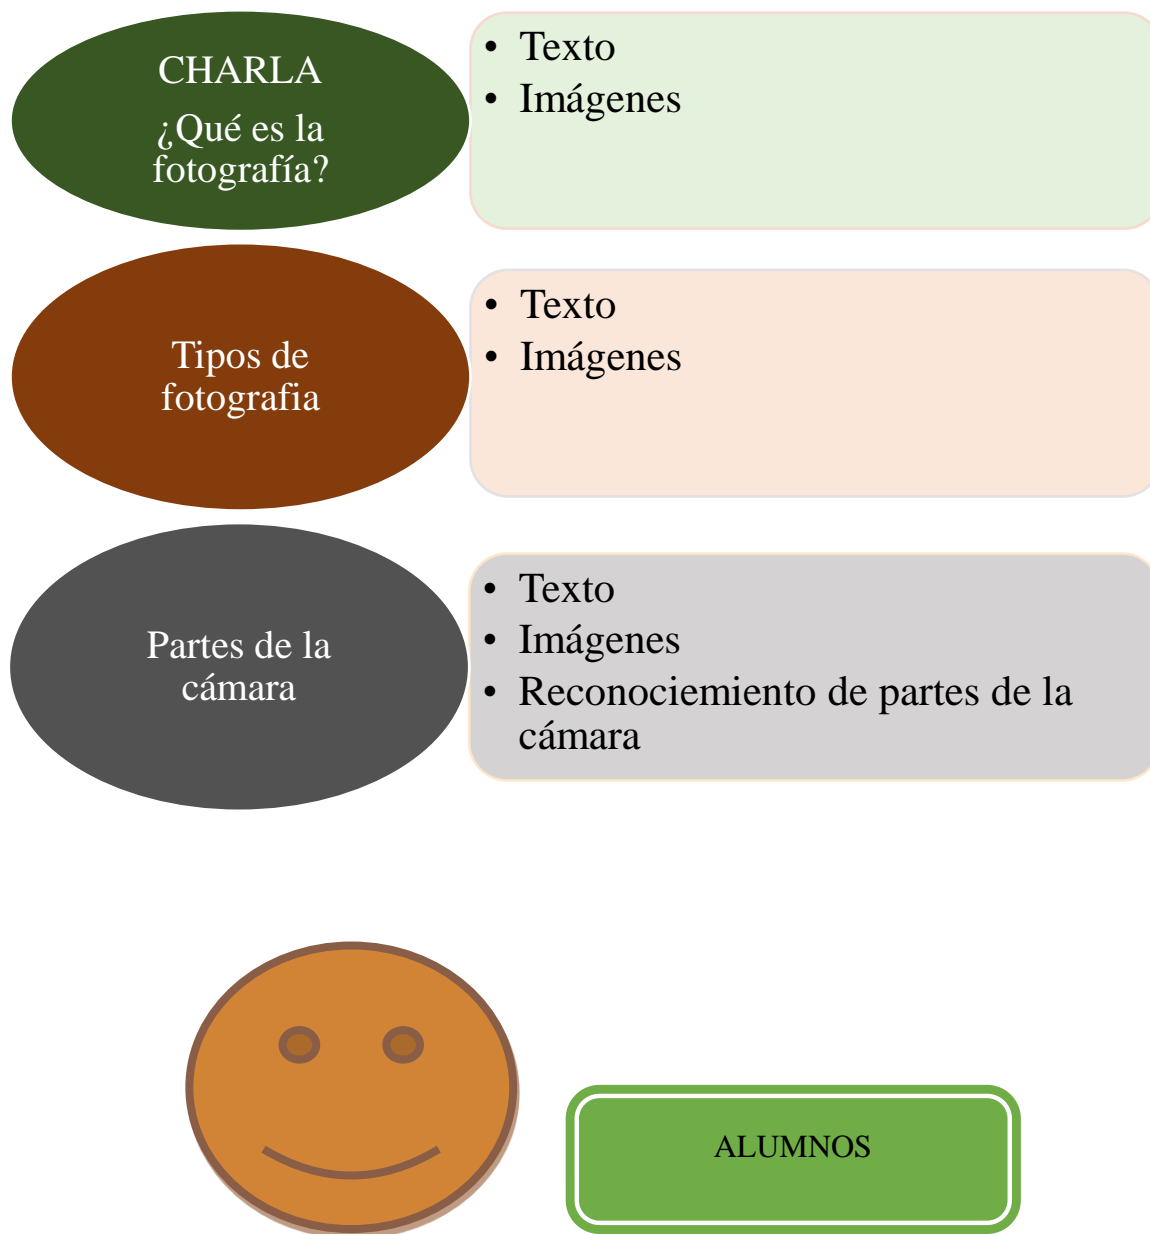 CHARLA
¿Qué es la
fotografía?
• Texto
• Imágenes
Tipos de
fotografia
• Texto
• Imágenes
Partes de la
cámara
• Texto
• Imágenes
• Reconociemiento de partes de la
cámara
ALUMNOS